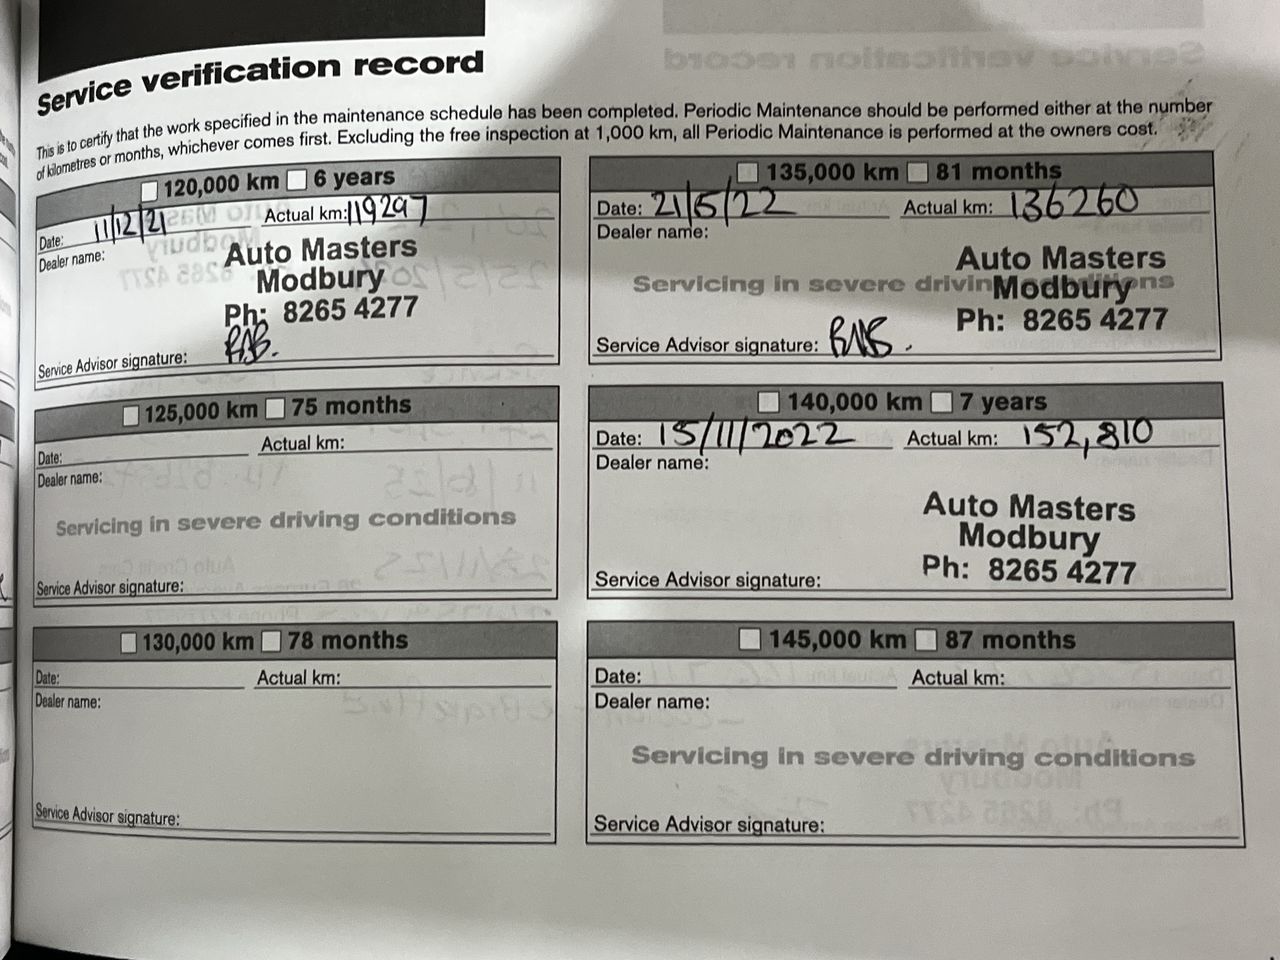 Service verification record
This is to certify that the work specified in the maintenance schedule has been completed. Periodic Maintenance should be performed either at the number
of kilometres or months, whichever comes first. Excluding the free inspection at 1,000 km, all Periodic Maintenance is performed at the owners cost.
120,000 km 6 years
Date: 11/12/21 Actual km: 119297
Dealer name:
Auto Masters
Modbury
Ph: 8265 4277
Service Advisor signature:
125,000 km 75 months
Date: Actual km:
Dealer name:
Servicing in severe driving conditions
Service Advisor signature:
130,000 km 78 months
Date: Actual km:
Dealer name:
Service Advisor signature:
135,000 km 81 months
Date: 21/5/22 Actual km: 136260
Dealer name:
Auto Masters
Servicing in severe driving conditions
Modbury
Ph: 8265 4277
Service Advisor signature:
140,000 km 7 years
Date: 15/11/2022 Actual km: 152,810
Dealer name:
Auto Masters
Modbury
Ph: 8265 4277
Service Advisor signature:
145,000 km 87 months
Date: Actual km:
Dealer name:
Servicing in severe driving conditions
Service Advisor signature: